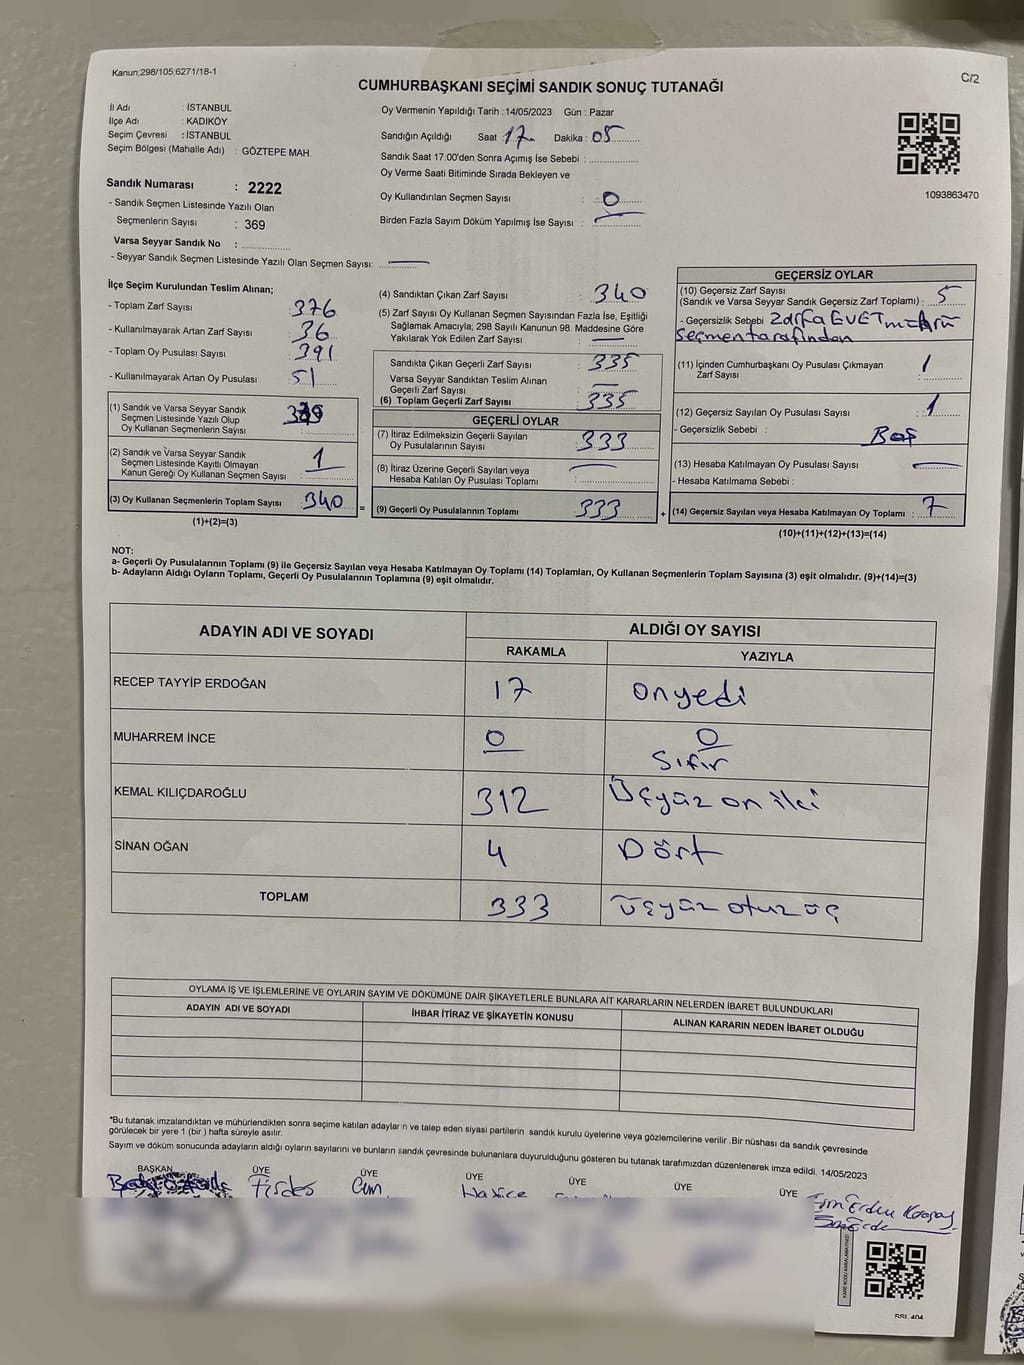 Kanun:298/105:6271/18-1
C/2
CUMHURBAŞKANI SEÇİMİ SANDIK SONUÇ TUTANAĞI
İl Adı : İSTANBUL
İlçe Adı : KADIKÖY
Seçim Çevresi : İSTANBUL
Seçim Bölgesi (Mahalle Adı) : GÖZTEPE MAH.
Sandık Numarası : 2222
- Sandık Seçmen Listesinde Yazılı Olan
Seçmenlerin Sayısı : 369
Varsa Seyyar Sandık No :
- Seyyar Sandık Seçmen Listesinde Yazılı Olan Seçmen Sayısı: —
Oy Vermenin Yapıldığı Tarih :14/05/2023 Gün : Pazar
Sandığın Açıldığı Saat 17 Dakika : 05
Sandık Saat 17:00'den Sonra Açımış İse Sebebi :
Oy Verme Saati Bitiminde Sırada Bekleyen ve
Oy Kullandırılan Seçmen Sayısı : 0
Birden Fazla Sayım Döküm Yapılmış İse Sayısı : —
1093863470
İlçe Seçim Kurulundan Teslim Alınan;
- Toplam Zarf Sayısı : 376
- Kullanılmayarak Artan Zarf Sayısı : 36
- Toplam Oy Pusulası Sayısı : 391
- Kullanılmayarak Artan Oy Pusulası : 51
(1) Sandık ve Varsa Seyyar Sandık
Seçmen Listesinde Yazılı Olup
Oy Kullanan Seçmenlerin Sayısı :
(2) Sandık ve Varsa Seyyar Sandık
Seçmen Listesinde Kayıtlı Olmayan
Kanun Gereği Oy Kullanan Seçmen Sayısı : 1
(3) Oy Kullanan Seçmenlerin Toplam Sayısı 340 =
(1)+(2)=(3)
(4) Sandıktan Çıkan Zarf Sayısı : 340
(5) Zarf Sayısı Oy Kullanan Seçmen Sayısından Fazla İse, Eşitliği
Sağlamak Amacıyla; 298 Sayılı Kanunun 98. Maddesine Göre
Yakılarak Yok Edilen Zarf Sayısı : —
Sandıkta Çıkan Geçerli Zarf Sayısı : 335
Varsa Seyyar Sandıktan Teslim Alınan
Geçerli Zarf Sayısı : —
(6) Toplam Geçerli Zarf Sayısı : 335
GEÇERLİ OYLAR
(7) İtiraz Edilmeksizin Geçerli Sayılan
Oy Pusulalarının Sayısı : 333
(8) İtiraz Üzerine Geçerli Sayılan veya
Hesaba Katılan Oy Pusulası Toplamı : —
(9) Geçerli Oy Pusulalarının Toplamı : 333 +
GEÇERSİZ OYLAR
(10) Geçersiz Zarf Sayısı
(Sandık ve Varsa Seyyar Sandık Geçersiz Zarf Toplamı) : 5
- Geçersizlik Sebebi 2 defa EVET mührü
Seçmen tarafından
(11) İçinden Cumhurbaşkanı Oy Pusulası Çıkmayan
Zarf Sayısı : 1
(12) Geçersiz Sayılan Oy Pusulası Sayısı : 1
- Geçersizlik Sebebi : Boş
(13) Hesaba Katılmayan Oy Pusulası Sayısı : —
- Hesaba Katılmama Sebebi :
(14) Geçersiz Sayılan veya Hesaba Katılmayan Oy Toplamı : 7
(10)+(11)+(12)+(13)=(14)
NOT:
a- Geçerli Oy Pusulalarının Toplamı (9) ile Geçersiz Sayılan veya Hesaba Katılmayan Oy Toplamı (14) Toplamları, Oy Kullanan Seçmenlerin Toplam Sayısına (3) eşit olmalıdır. (9)+(14)=(3)
b- Adayların Aldığı Oyların Toplamı, Geçerli Oy Pusulalarının Toplamına (9) eşit olmalıdır.
ADAYIN ADI VE SOYADI
ALDIĞI OY SAYISI
RAKAMLA YAZIYLA
RECEP TAYYİP ERDOĞAN 17 onyedi
MUHARREM İNCE 0 0
Sıfır
KEMAL KILIÇDAROĞLU 312 Üçyüz on iki
SİNAN OĞAN 4 Dört
TOPLAM 333 üçyüz otuz üç
OYLAMA İŞ VE İŞLEMLERİNE VE OYLARIN SAYIM VE DÖKÜMÜNE DAİR ŞİKAYETLERLE BUNLARA AİT KARARLARIN NELERDEN İBARET BULUNDUKLARI
ADAYIN ADI VE SOYADI İHBAR İTİRAZ VE ŞİKAYETİN KONUSU ALINAN KARARIN NEDEN İBARET OLDUĞU
*Bu tutanak imzalandıktan ve mühürlendikten sonra seçime katılan adaylar ve talep eden siyasi partilerin sandık kurulu üyelerine veya gözlemcilerine verilir. Bir nüshası da sandık çevresinde
görülecek bir yere 1 (bir) hafta süreyle asılır.
Sayım ve döküm sonucunda adayların aldığı oyların sayılarını ve bunların sandık çevresinde bulunanlara duyurulduğunu gösteren bu tutanak tarafımızdan düzenlenerek imza edildi. 14/05/2023
BAŞKAN ÜYE ÜYE ÜYE ÜYE ÜYE ÜYE
Firdes Cem Hatice
KARE KODU KARALAMAYINIZ!